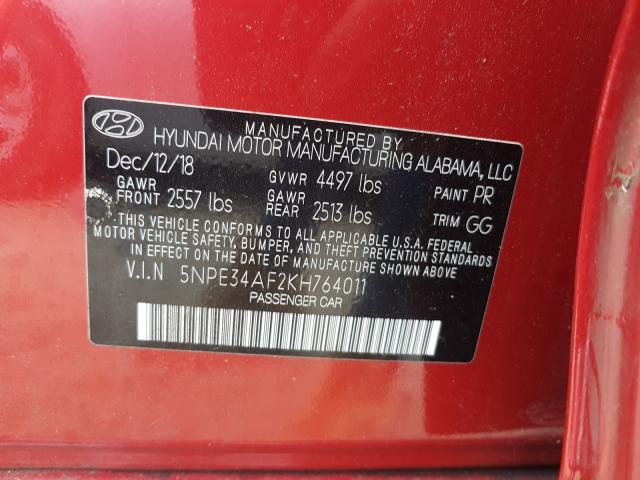 MANUFACTURED BY
HYUNDAI MOTOR MANUFACTURING ALABAMA, LLC
Dec/12/18 GVWR 4497 lbs PAINT PR
GAWR FRONT 2557 lbs GAWR REAR 2513 lbs TRIM GG
THIS VEHICLE CONFORMS TO ALL APPLICABLE U.S.A. FEDERAL
MOTOR VEHICLE SAFETY, BUMPER, AND THEFT PREVENTION STANDARDS
IN EFFECT ON THE DATE OF MANUFACTURE SHOWN ABOVE.
V.I.N 5NPE34AF2KH764011
PASSENGER CAR